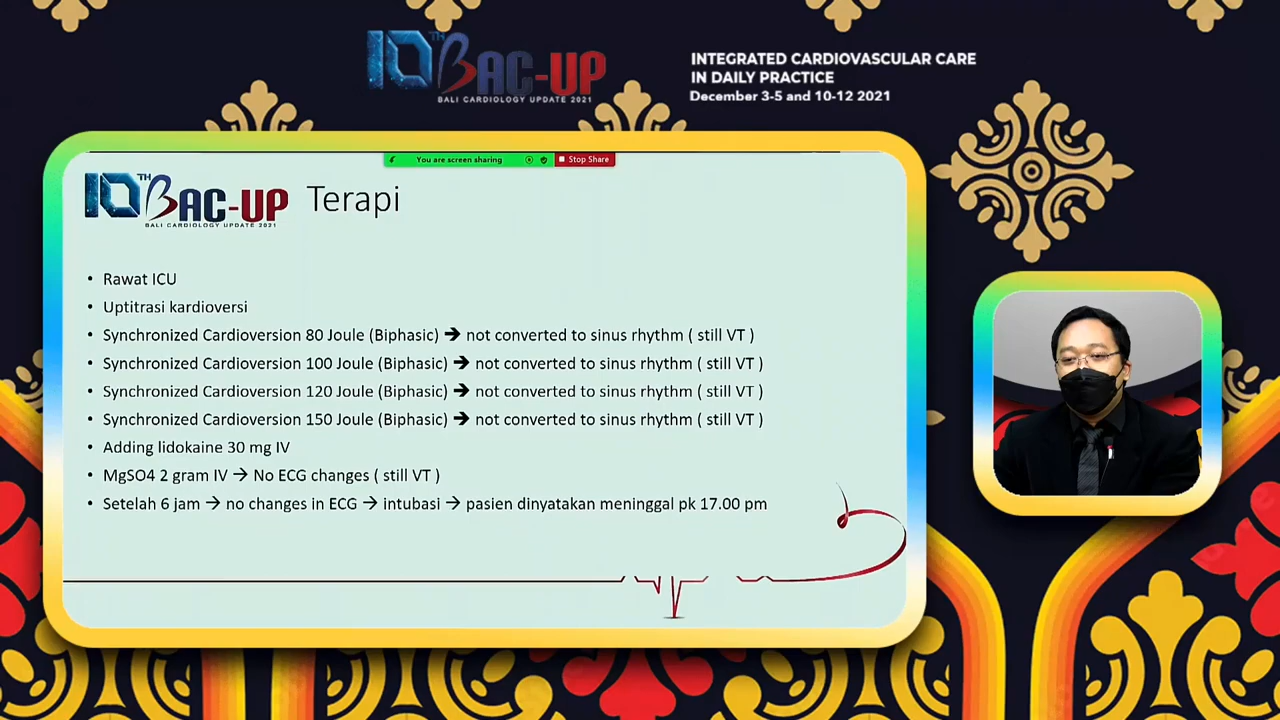 10TH BAC-UP
BALI CARDIOLOGY UPDATE 2021
INTEGRATED CARDIOVASCULAR CARE
IN DAILY PRACTICE
December 3-5 and 10-12 2021
You are screen sharing
Stop Share
10TH BAC-UP
BALI CARDIOLOGY UPDATE 2021
Terapi
• Rawat ICU
• Uptitrasi kardioversi
• Synchronized Cardioversion 80 Joule (Biphasic) → not converted to sinus rhythm ( still VT )
• Synchronized Cardioversion 100 Joule (Biphasic) → not converted to sinus rhythm ( still VT )
• Synchronized Cardioversion 120 Joule (Biphasic) → not converted to sinus rhythm ( still VT )
• Synchronized Cardioversion 150 Joule (Biphasic) → not converted to sinus rhythm ( still VT )
• Adding lidokaine 30 mg IV
• MgSO4 2 gram IV → No ECG changes ( still VT )
• Setelah 6 jam → no changes in ECG → intubasi → pasien dinyatakan meninggal pk 17.00 pm